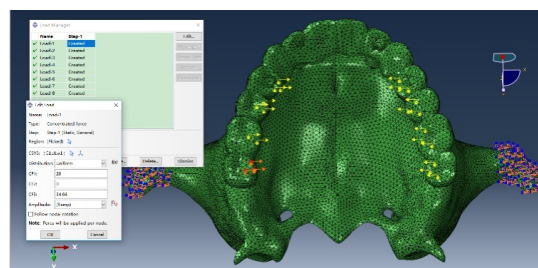 Load Manager
Name Step-1
Edit...
Load-1 Created
Load-2 Created
Load-3 Created
Load-4 Created
Load-5 Created
Load-6 Created
Load-7 Created
Load-8 Created
Delete...
Dismiss
Edit Load
Name: Load-1
Type: Concentrated force
Step: Step-1 (Static, General)
Region: (Picked)
CSYS: (Global)
Distribution: Uniform
CF1: 20
CF2: 0
CF3:
Amplitude: (Ramp)
Follow nodal rotation
Note: Force will be applied per node.
OK Cancel
X
Y
X